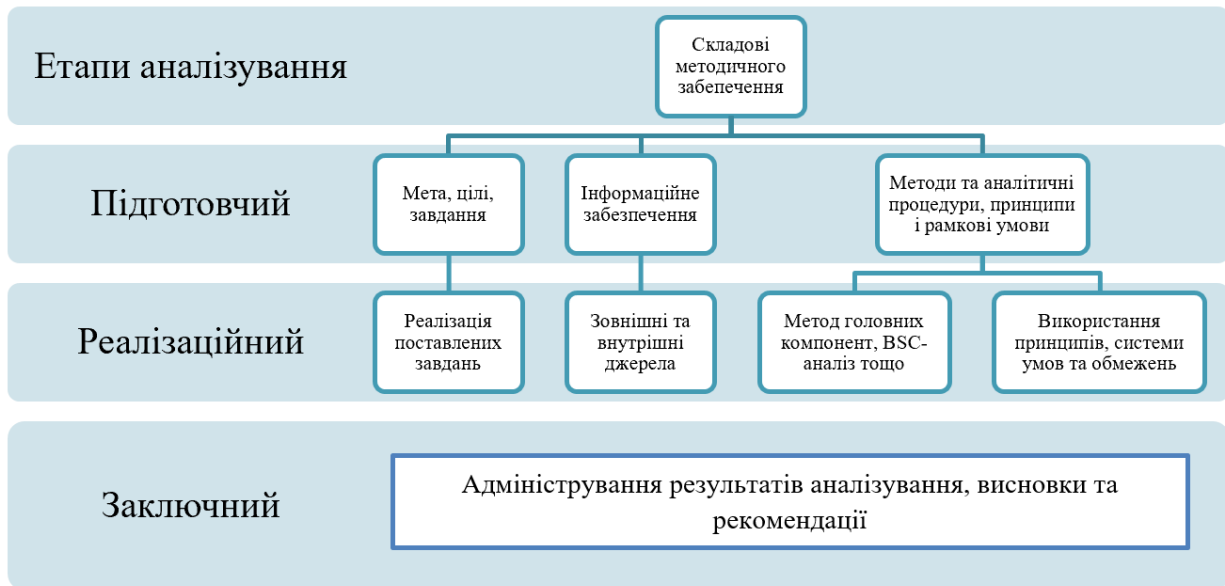 Етапи аналізування
Складові
методичного
забепечення
Підготовчий
Мета, цілі,
завдання
Інформаційне
забезпечення
Методи та аналітичні
процедури, принципи
і рамкові умови
Реалізаційний
Реалізація
поставлених
завдань
Зовнішні та
внутрішні
джерела
Метод головних
компонент, BSC-
аналіз тощо
Використання
принципів, системи
умов та обмежень
Заключний
Адміністрування результатів аналізування, висновки та
рекомендації